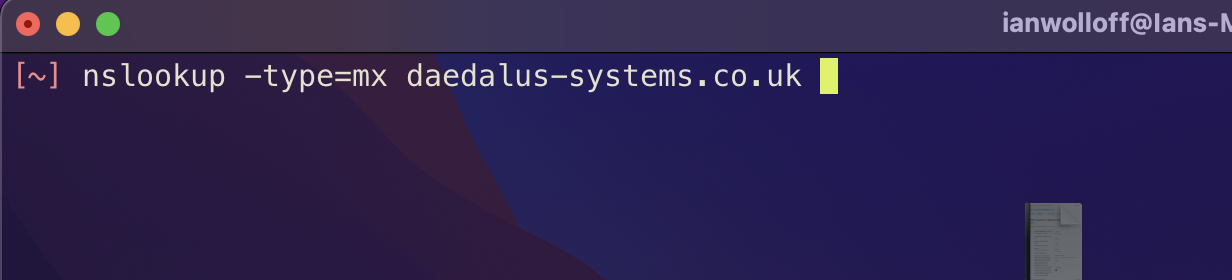 ianwolloff@Ians-M
[~] nslookup -type=mx daedalus-systems.co.uk